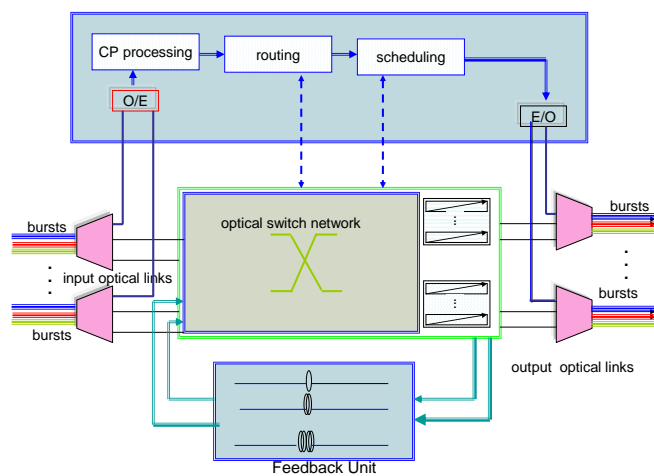 CP processing
routing
scheduling
O/E
E/O
bursts
optical switch network
bursts
input optical links
bursts
bursts
output optical links
Feedback Unit